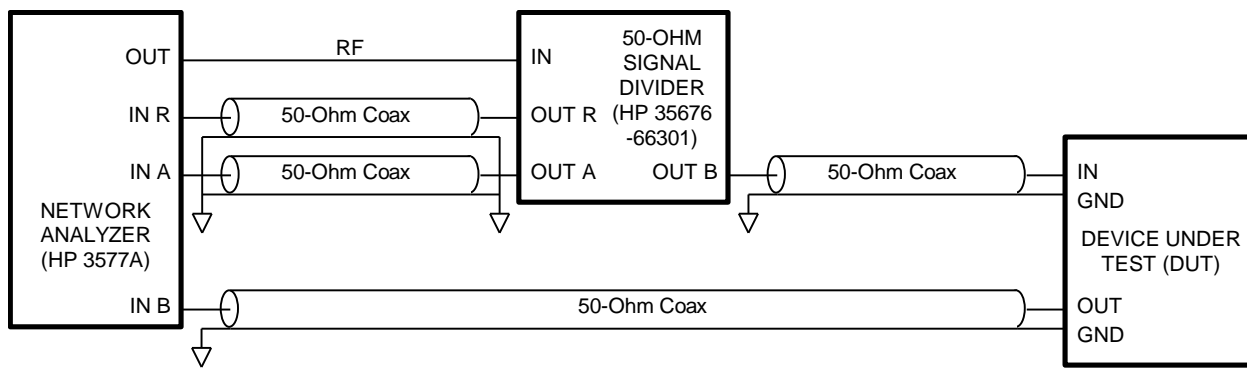 OUT
RF
IN
50-OHM
SIGNAL
DIVIDER
(HP 35676
-66301)
IN R
50-Ohm Coax
OUT R
IN A
50-Ohm Coax
OUT A
OUT B
50-Ohm Coax
IN
GND
NETWORK
ANALYZER
(HP 3577A)
DEVICE UNDER
TEST (DUT)
IN B
50-Ohm Coax
OUT
GND